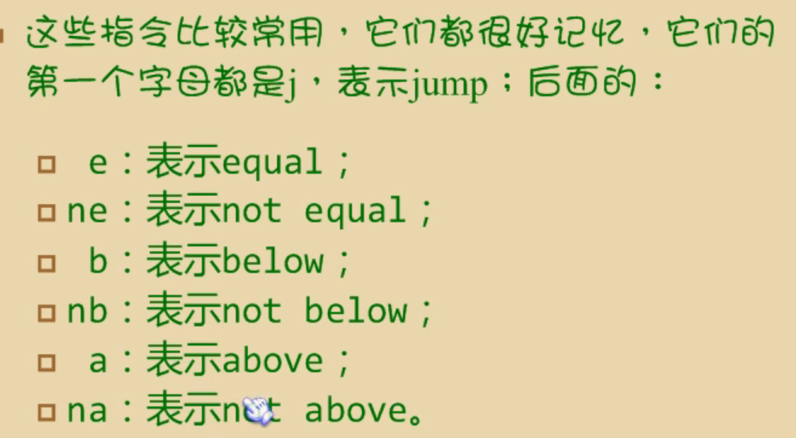 这些指令比较常用，它们都很好记忆，它们的
第一个字母都是j，表示jump；后面的：
e：表示equal；
ne：表示not equal；
b：表示below；
nb：表示not below；
a：表示above；
na：表示not above。